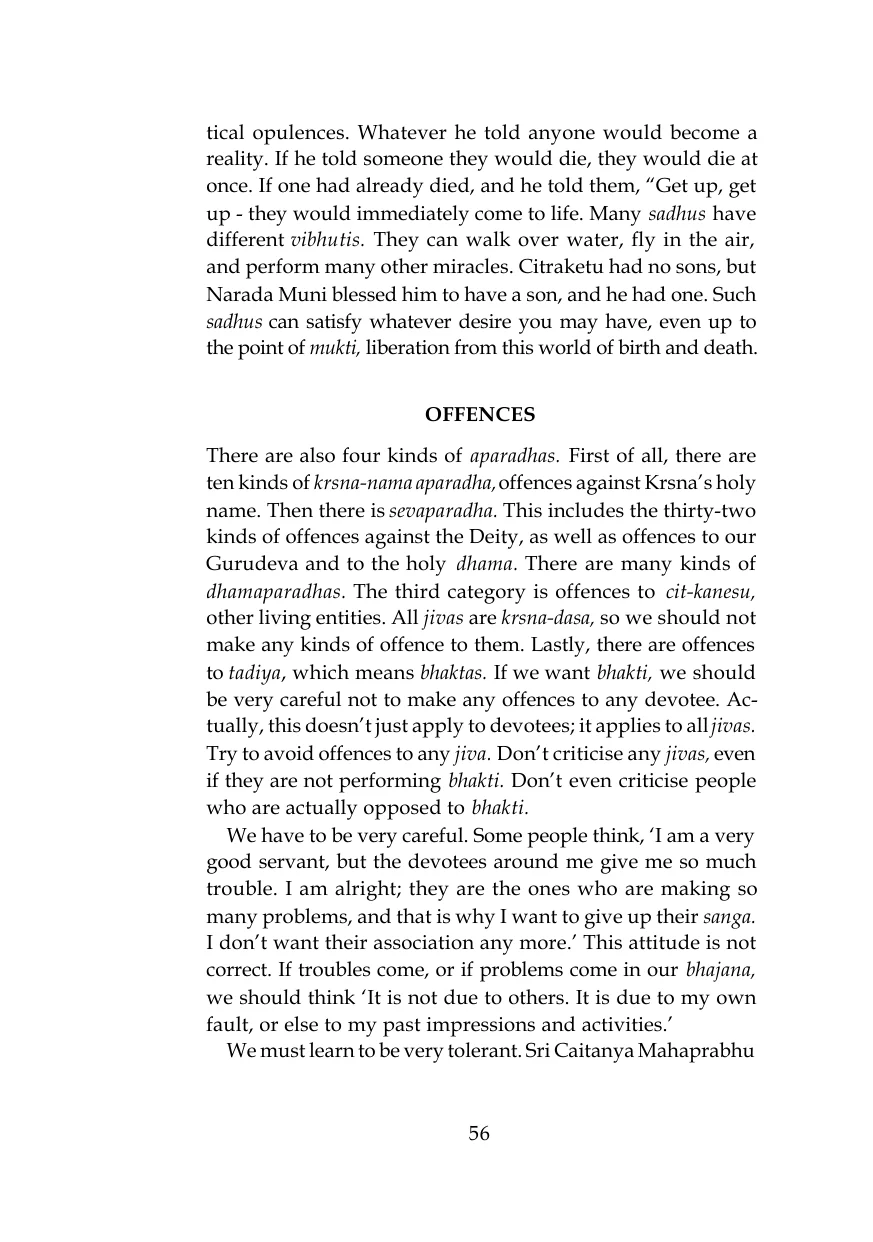 tical opulences. Whatever he told anyone would become a
reality. If he told someone they would die, they would die at
once. If one had already died, and he told them, “Get up, get
up - they would immediately come to life. Many sadhus have
different vibhutis. They can walk over water, fly in the air,
and perform many other miracles. Citraketu had no sons, but
Narada Muni blessed him to have a son, and he had one. Such
sadhus can satisfy whatever desire you may have, even up to
the point of mukti, liberation from this world of birth and death.
OFFENCES
There are also four kinds of aparadhas. First of all, there are
ten kinds of krsna-nama aparadha, offences against Krsna’s holy
name. Then there is sevaparadha. This includes the thirty-two
kinds of offences against the Deity, as well as offences to our
Gurudeva and to the holy dhama. There are many kinds of
dhamaparadhas. The third category is offences to cit-kanesu,
other living entities. All jivas are krsna-dasa, so we should not
make any kinds of offence to them. Lastly, there are offences
to tadiya, which means bhaktas. If we want bhakti, we should
be very careful not to make any offences to any devotee. Ac-
tually, this doesn’t just apply to devotees; it applies to all jivas.
Try to avoid offences to any jiva. Don’t criticise any jivas, even
if they are not performing bhakti. Don’t even criticise people
who are actually opposed to bhakti.
We have to be very careful. Some people think, ‘I am a very
good servant, but the devotees around me give me so much
trouble. I am alright; they are the ones who are making so
many problems, and that is why I want to give up their sanga.
I don’t want their association any more.’ This attitude is not
correct. If troubles come, or if problems come in our bhajana,
we should think ‘It is not due to others. It is due to my own
fault, or else to my past impressions and activities.’
We must learn to be very tolerant. Sri Caitanya Mahaprabhu
56